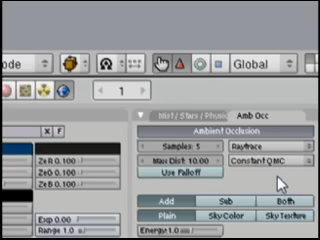 ode
Global
1
Mist / Stars / Physic
Amb Occ
Ambient Occlusion
X F
Samples: 5
Raytrace
ZeR 0.100
Max Dist: 10.00
Constant QMC
ZeG 0.100
Use Falloff
ZeB 0.100
Add Sub Both
Plain Sky Color Sky Texture
Exp 0.00
Range 1.0
Energy: 1.0